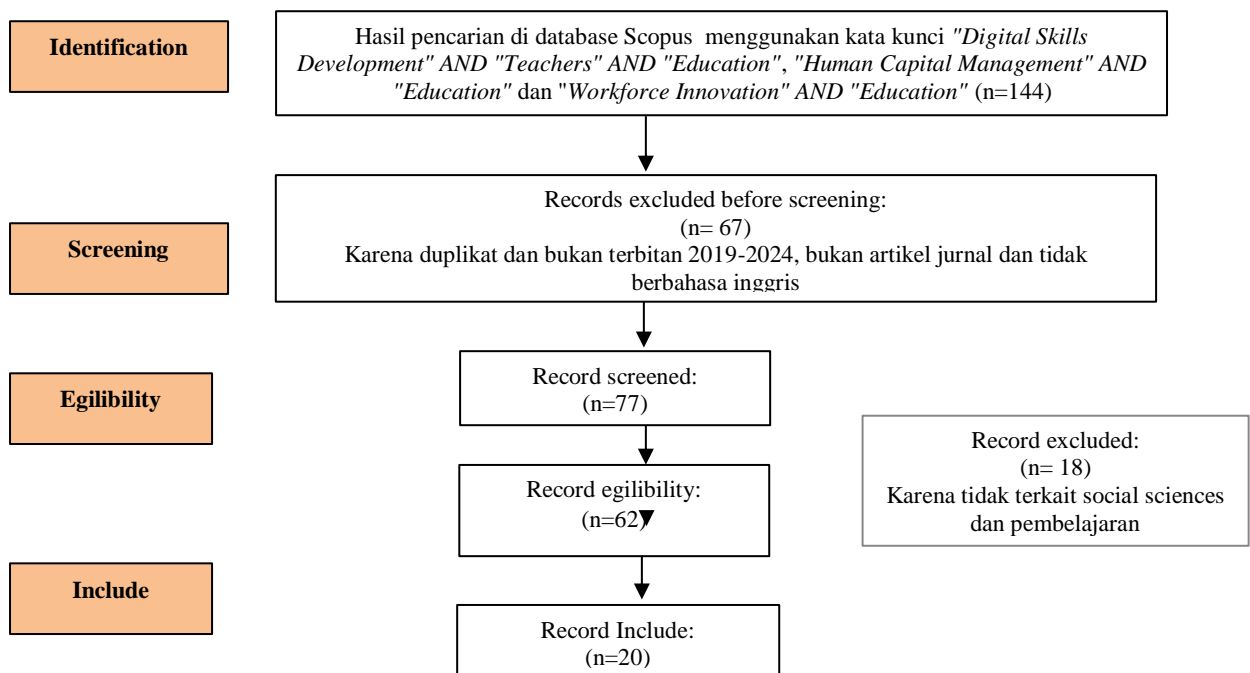 Identification
Hasil pencarian di database Scopus menggunakan kata kunci "Digital Skills
Development" AND "Teachers" AND "Education", "Human Capital Management" AND
"Education" dan "Workforce Innovation" AND "Education" (n=144)
Screening
Records excluded before screening:
(n= 67)
Karena duplikat dan bukan terbitan 2019-2024, bukan artikel jurnal dan tidak
berbahasa inggris
Egilibility
Record screened:
(n=77)
Record egilibility:
(n=62)
Record excluded:
(n= 18)
Karena tidak terkait social sciences
dan pembelajaran
Include
Record Include:
(n=20)